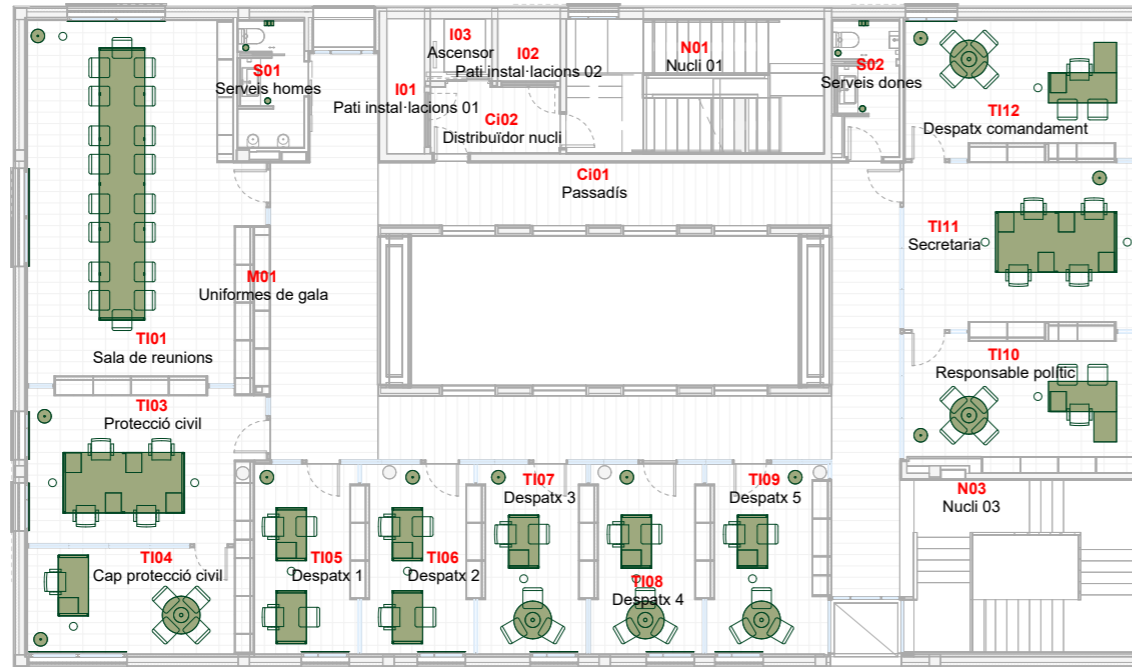 I03
Ascensor
I02
Pati instal·lacions 02
N01
Nucli 01
S01
Serveis homes
I01
Pati instal·lacions 01
Ci02
Distribuïdor nucli
S02
Serveis dones
TI12
Despatx comandament
Ci01
Passadís
TI11
Secretaria
M01
Uniformes de gala
TI01
Sala de reunions
TI10
Responsable polític
TI03
Protecció civil
TI04
Cap protecció civil
TI05
Despatx 1
TI06
Despatx 2
TI07
Despatx 3
TI08
Despatx 4
TI09
Despatx 5
N03
Nucli 03